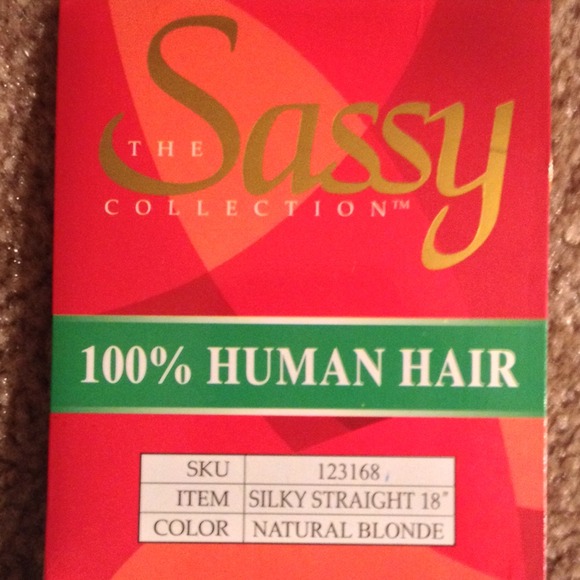 THE Sassy
COLLECTION™
100% HUMAN HAIR
SKU 123168
ITEM SILKY STRAIGHT 18"
COLOR NATURAL BLONDE